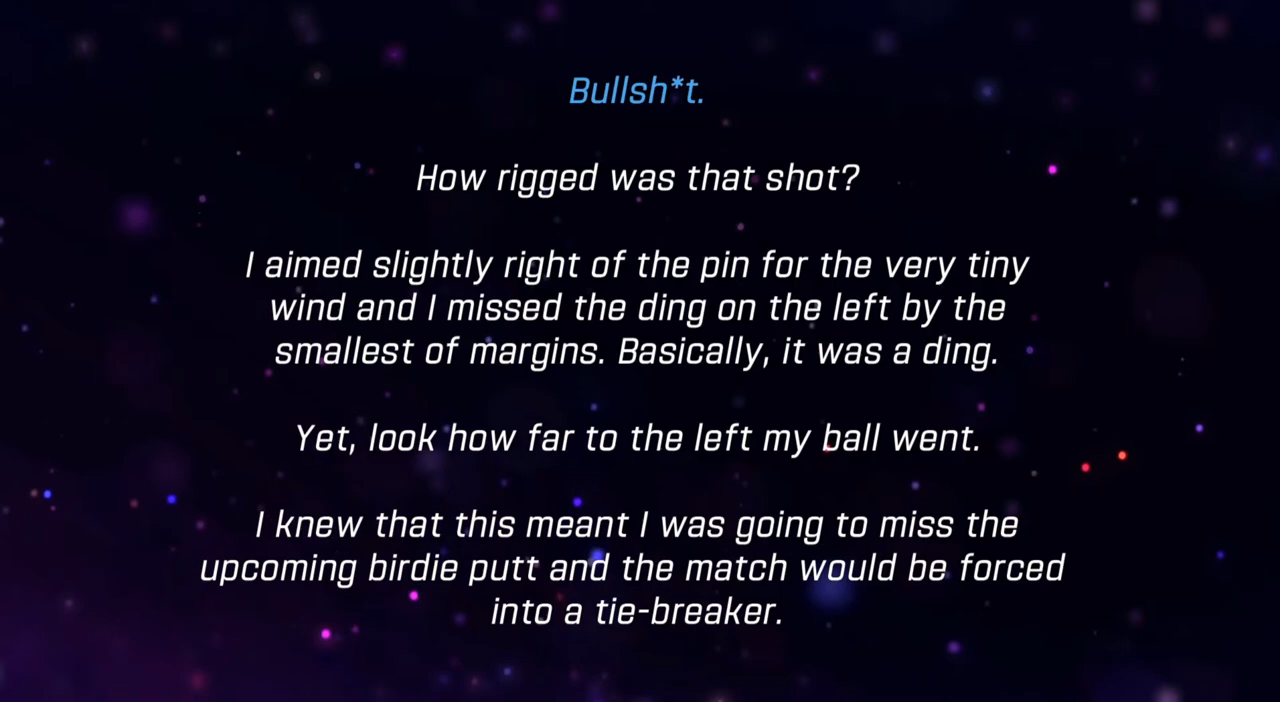 Bullsh*t.
How rigged was that shot?
I aimed slightly right of the pin for the very tiny
wind and I missed the ding on the left by the
smallest of margins. Basically, it was a ding.
Yet, look how far to the left my ball went.
I knew that this meant I was going to miss the
upcoming birdie putt and the match would be forced
into a tie-breaker.